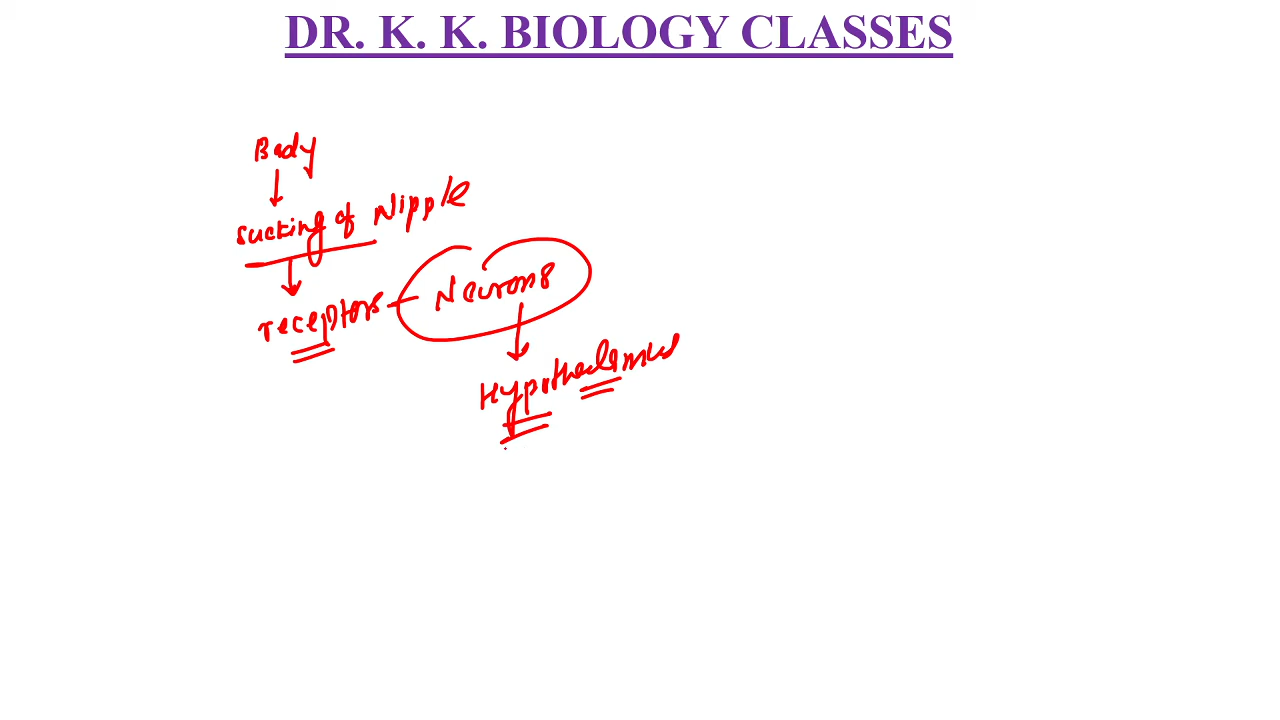 DR. K. K. BIOLOGY CLASSES
Body
sucking of Nipple
receptors - Neurons
Hypothalamus